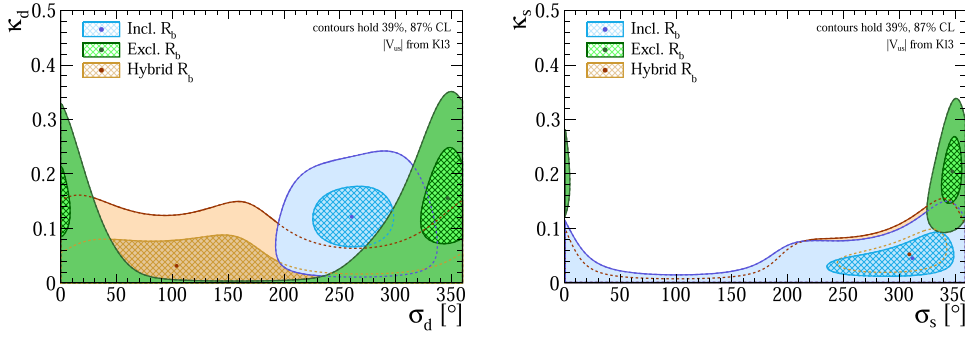 κd
0.5
0.4
0.3
0.2
0.1
0
Incl. Rb
Excl. Rb
Hybrid Rb
contours hold 39%, 87% CL
|Vus| from Kl3
0 50 100 150 200 250 300 350
σd [°]
κs
0.5
0.4
0.3
0.2
0.1
0
Incl. Rb
Excl. Rb
Hybrid Rb
contours hold 39%, 87% CL
|Vus| from Kl3
0 50 100 150 200 250 300 350
σs [°]